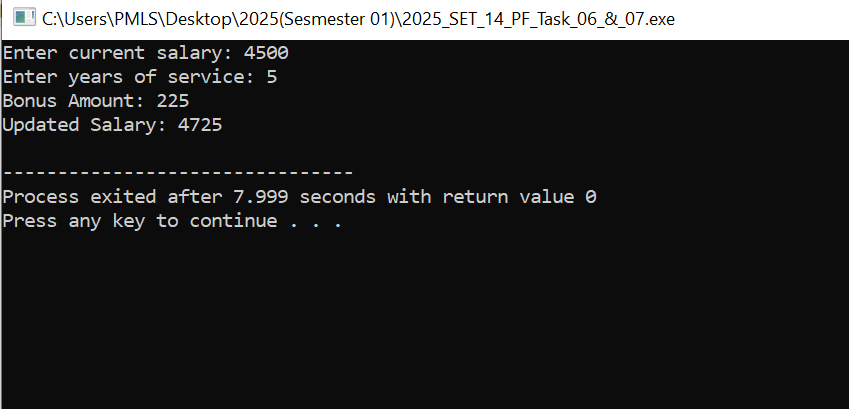 C:\Users\PMLS\Desktop\2025(Sesmester 01)\2025_SET_14_PF_Task_06_&_07.exe
Enter current salary: 4500
Enter years of service: 5
Bonus Amount: 225
Updated Salary: 4725
--------------------------------
Process exited after 7.999 seconds with return value 0
Press any key to continue . . .